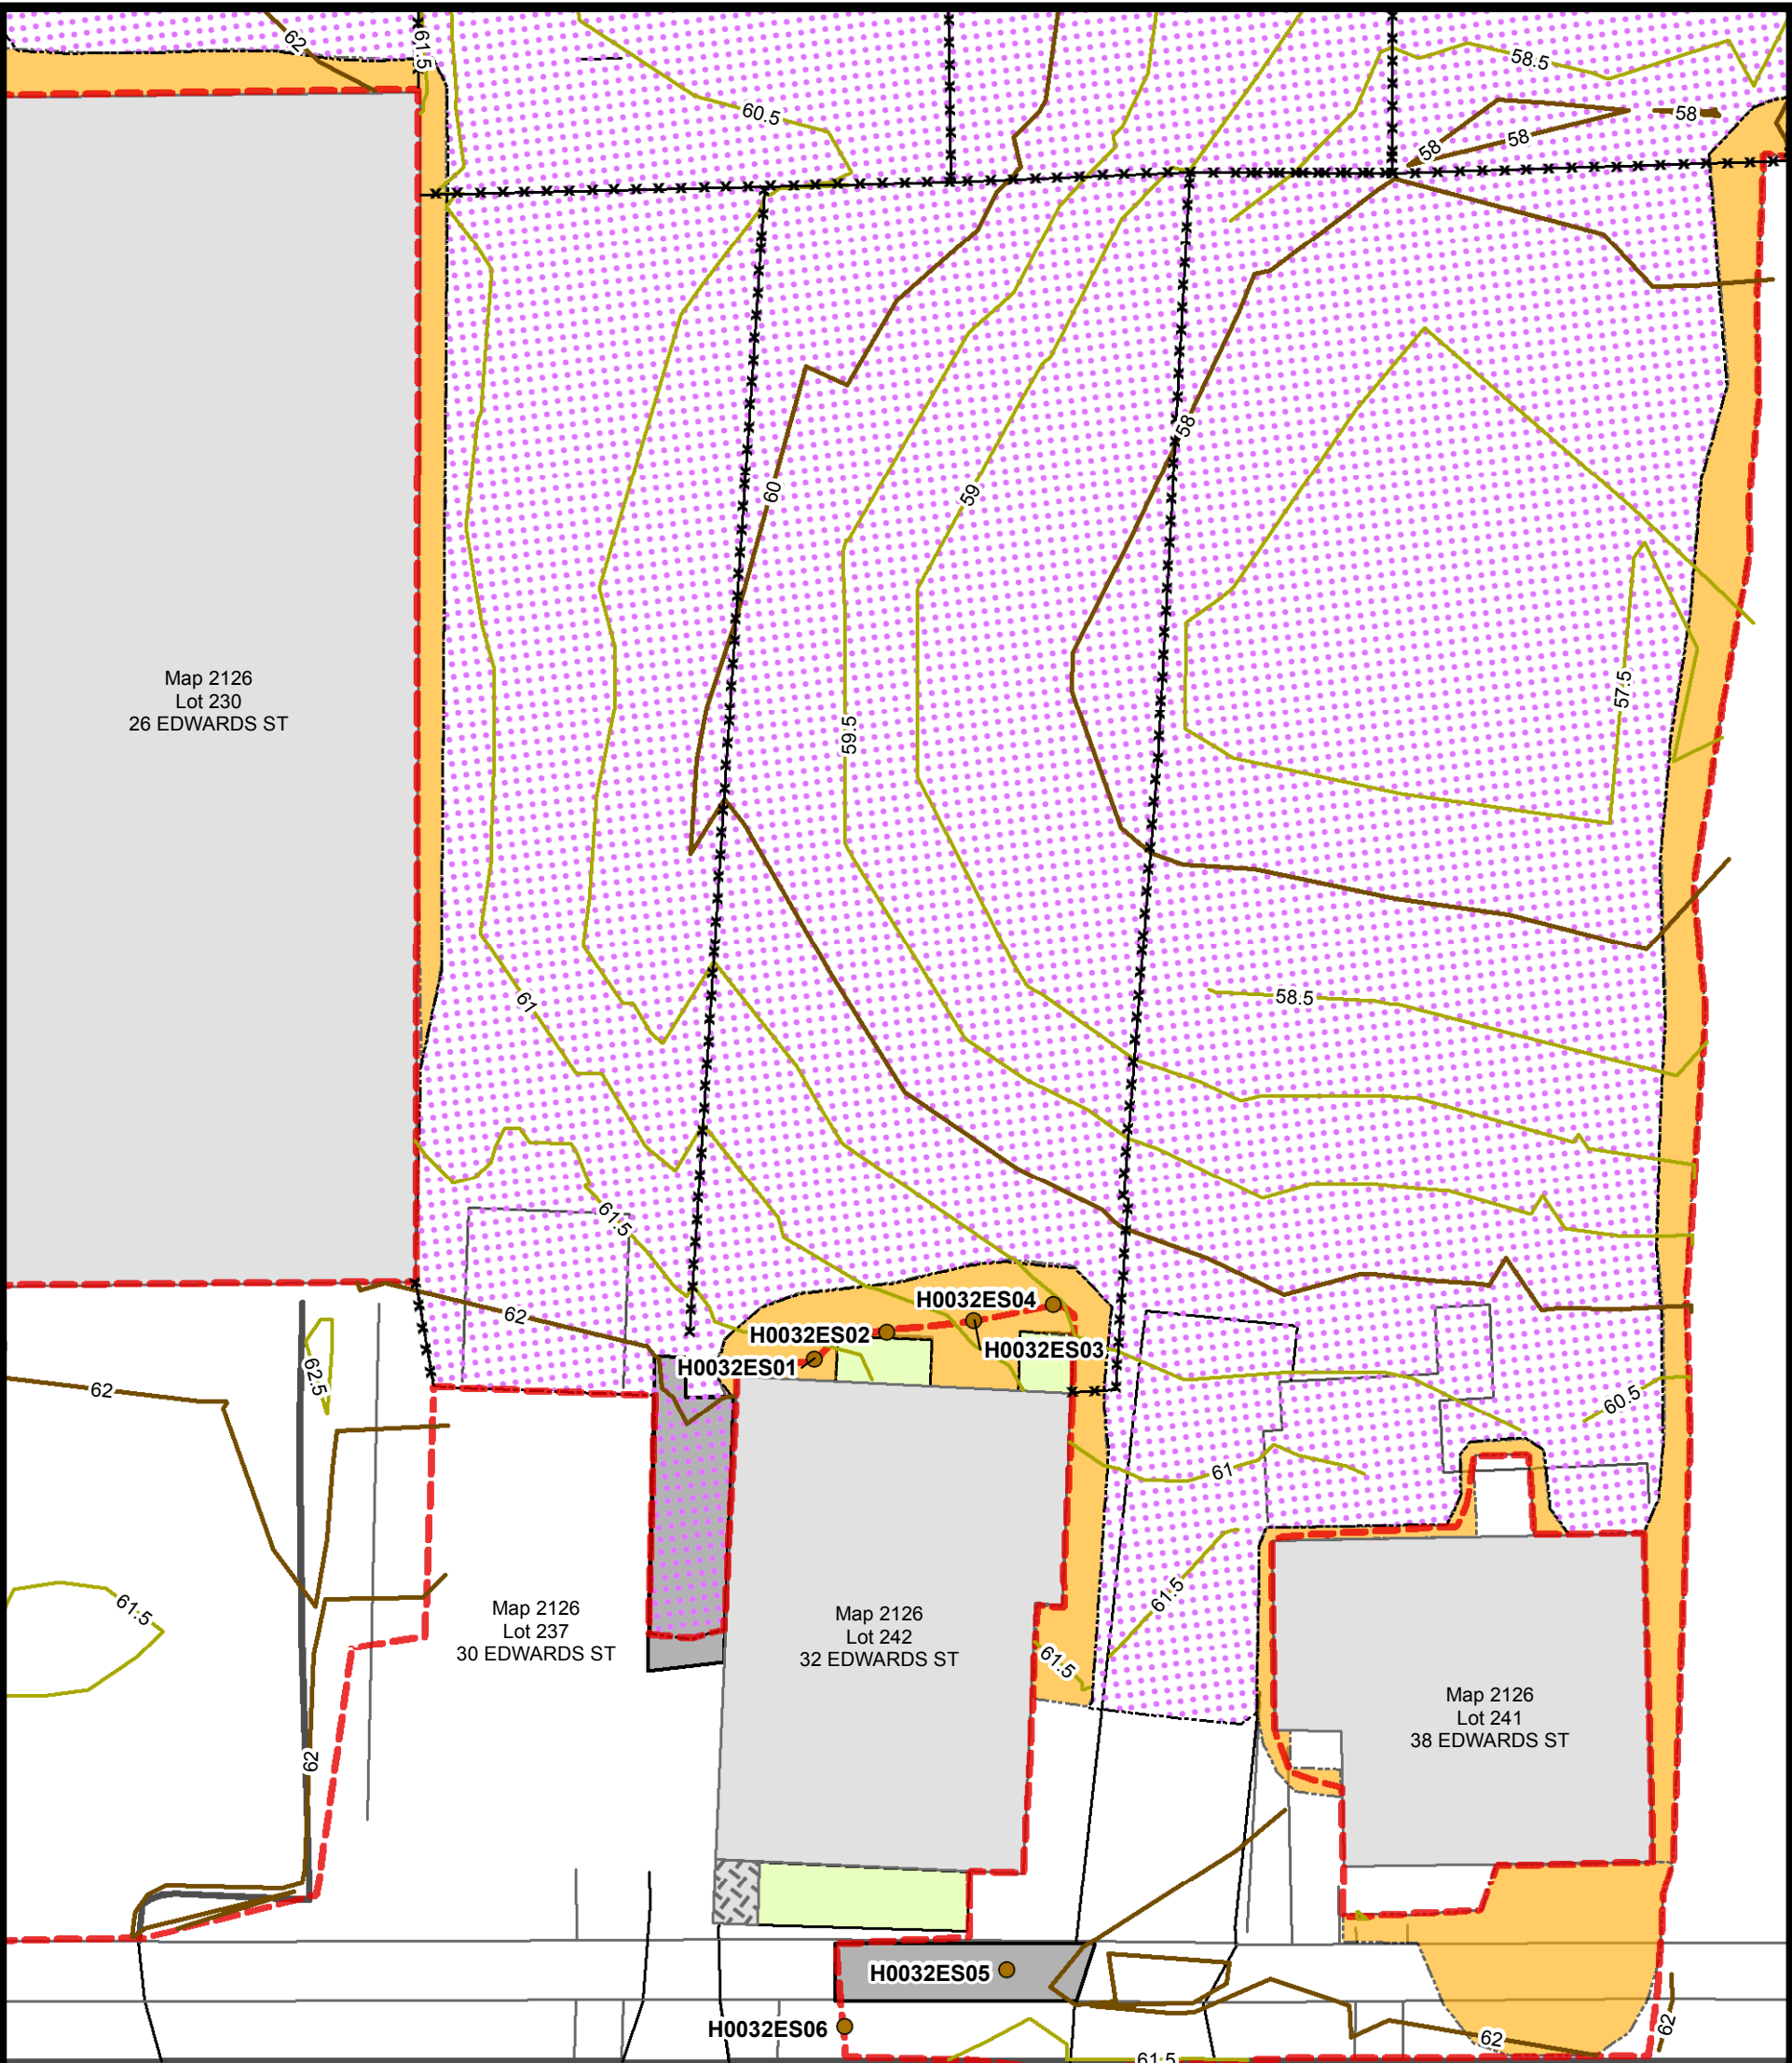 62
61.5
58.5
60.5
58
58
58
58
60
59
57.5
59.5
Map 2126
Lot 230
26 EDWARDS ST
61
58.5
61.5
62
H0032ES04
H0032ES02
H0032ES03
H0032ES01
62.5
62
60.5
61
61.5
61.5
Map 2126
Lot 237
30 EDWARDS ST
Map 2126
Lot 242
32 EDWARDS ST
61.5
Map 2126
Lot 241
38 EDWARDS ST
62
H0032ES05
H0032ES06
62
62
61.5